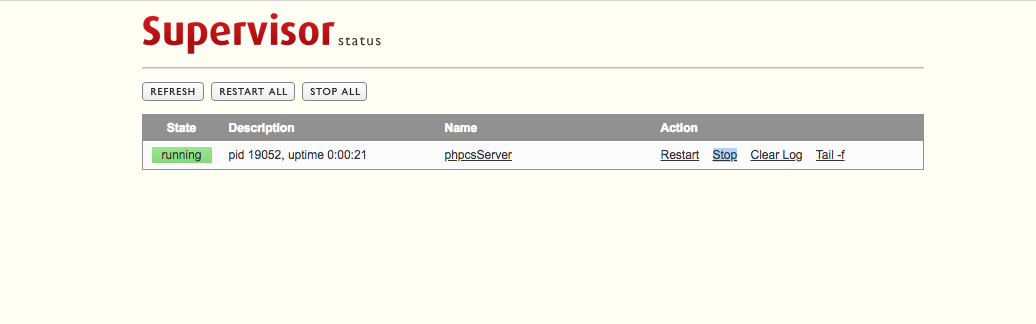 Supervisor status
REFRESH RESTART ALL STOP ALL
State Description Name Action
running pid 19052, uptime 0:00:21 phpcsServer Restart Stop Clear Log Tail -f